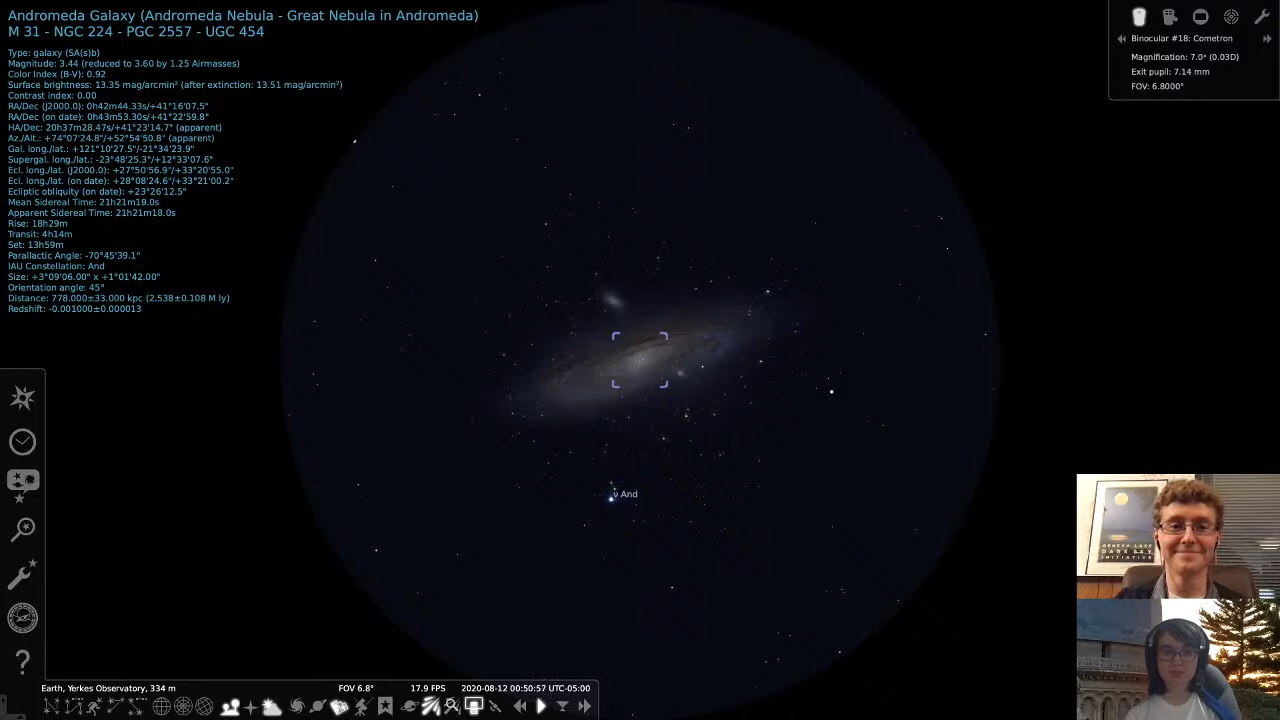 Andromeda Galaxy (Andromeda Nebula - Great Nebula in Andromeda)
M 31 - NGC 224 - PGC 2557 - UGC 454
Type: galaxy (SA(s)b)
Magnitude: 3.44 (reduced to 3.60 by 1.25 Airmasses)
Color Index (B-V): 0.92
Surface brightness: 13.35 mag/arcmin² (after extinction: 13.51 mag/arcmin²)
Contrast index: 0.00
RA/Dec (J2000.0): 0h42m44.33s/+41°16'07.5"
RA/Dec (on date): 0h43m53.30s/+41°22'59.8"
HA/Dec: 20h37m28.47s/+41°23'14.7" (apparent)
Az./Alt.: +74°07'24.8"/+52°54'50.8" (apparent)
Gal. long./lat.: +121°10'27.5"/-21°34'23.9"
Supergal. long./lat.: -23°48'25.3"/+12°33'07.6"
Ecl. long./lat. (J2000.0): +27°50'56.9"/+33°20'55.0"
Ecl. long./lat. (on date): +28°08'24.6"/+33°21'00.2"
Ecliptic obliquity (on date): +23°26'12.5"
Mean Sidereal Time: 21h21m19.0s
Apparent Sidereal Time: 21h21m18.0s
Rise: 18h29m
Transit: 4h14m
Set: 13h59m
Parallactic Angle: -70°45'39.1"
IAU Constellation: And
Size: +3°09'06.00" x +1°01'42.00"
Orientation angle: 45°
Distance: 778.000±33.000 kpc (2.538±0.108 M ly)
Redshift: -0.001000±0.000013
Binocular #18: Cometron
Magnification: 7.0ˣ (0.03D)
Exit pupil: 7.14 mm
FOV: 6.8000°
ν And
GENEVA LAKE
DARK SKY
INITIATIVE
?
Earth, Yerkes Observatory, 334 m
FOV 6.8°
17.9 FPS
2020-08-12 00:50:57 UTC-05:00